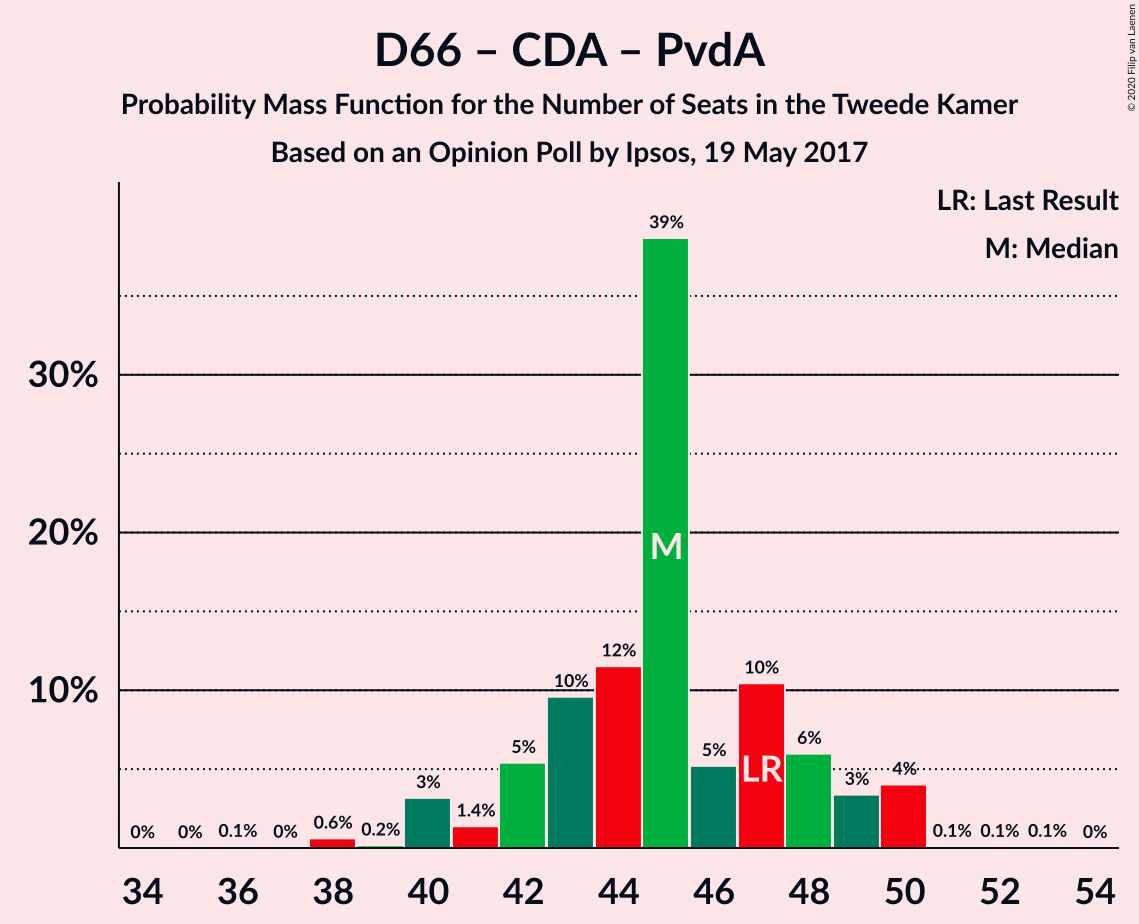 D66 – CDA – PvdA
Probability Mass Function for the Number of Seats in the Tweede Kamer
Based on an Opinion Poll by Ipsos, 19 May 2017
© 2020 Filip van Laenen
LR: Last Result
M: Median
30%
20%
10%
0% 0% 0.1% 0% 0.6% 0.2% 3% 1.4% 5% 10% 12% 39% 5% 10% 6% 3% 4% 0.1% 0.1% 0.1% 0%
M
LR
34 36 38 40 42 44 46 48 50 52 54